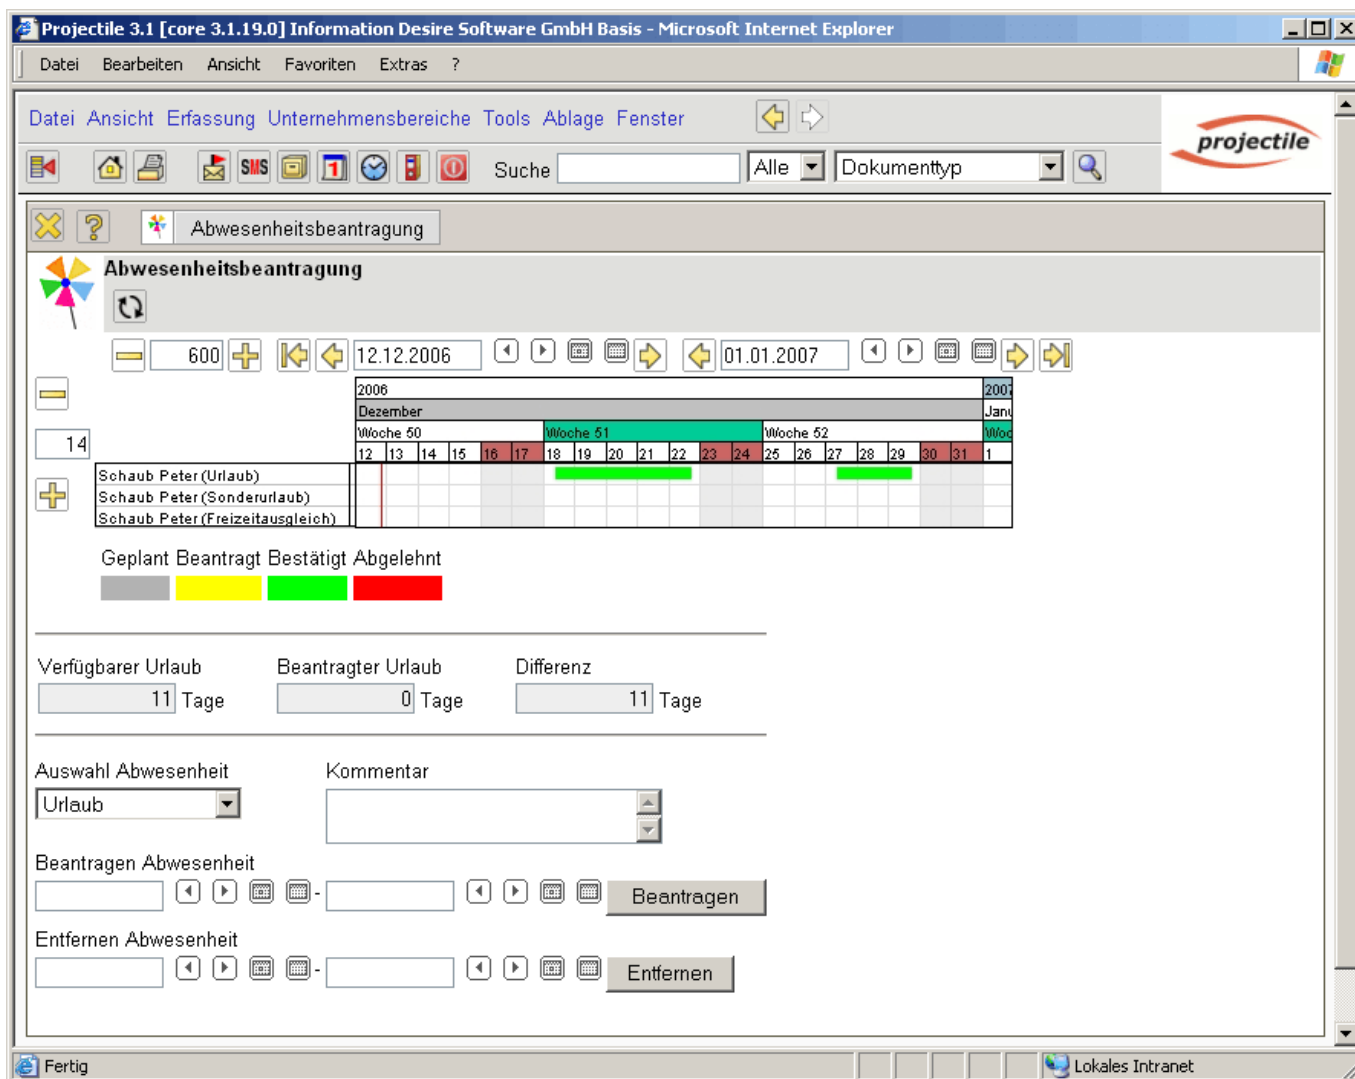 Projectile 3.1 [core 3.1.19.0] Information Desire Software GmbH Basis - Microsoft Internet Explorer
Datei Bearbeiten Ansicht Favoriten Extras ?
Datei Ansicht Erfassung Unternehmensbereiche Tools Ablage Fenster
projectile
SMS 1 Suche Alle Dokumenttyp
? Abwesenheitsbeantragung
Abwesenheitsbeantragung
600 12.12.2006 01.01.2007
2006 2007
Dezember Janu
14 Woche 50 Woche 51 Woche 52 Woc
12 13 14 15 16 17 18 19 20 21 22 23 24 25 26 27 28 29 30 31 1
Schaub Peter (Urlaub)
Schaub Peter (Sonderurlaub)
Schaub Peter (Freizeitausgleich)
Geplant Beantragt Bestätigt Abgelehnt
Verfügbarer Urlaub Beantragter Urlaub Differenz
11 Tage 0 Tage 11 Tage
Auswahl Abwesenheit Kommentar
Urlaub
Beantragen Abwesenheit
- Beantragen
Entfernen Abwesenheit
- Entfernen
Fertig Lokales Intranet